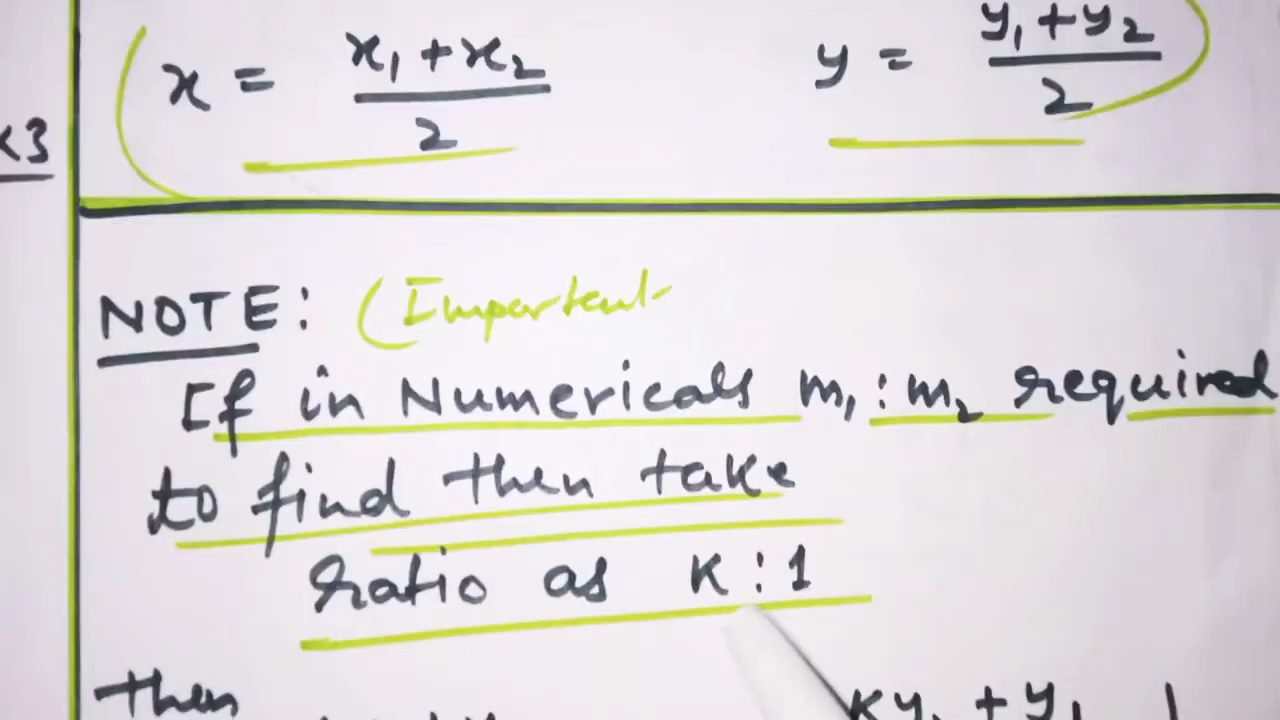 x = x₁+x₂ / 2    y = y₁+y₂ / 2
<3
NOTE: (Important
If in Numericals m₁:m₂ required
to find then take
ratio as K:1
then